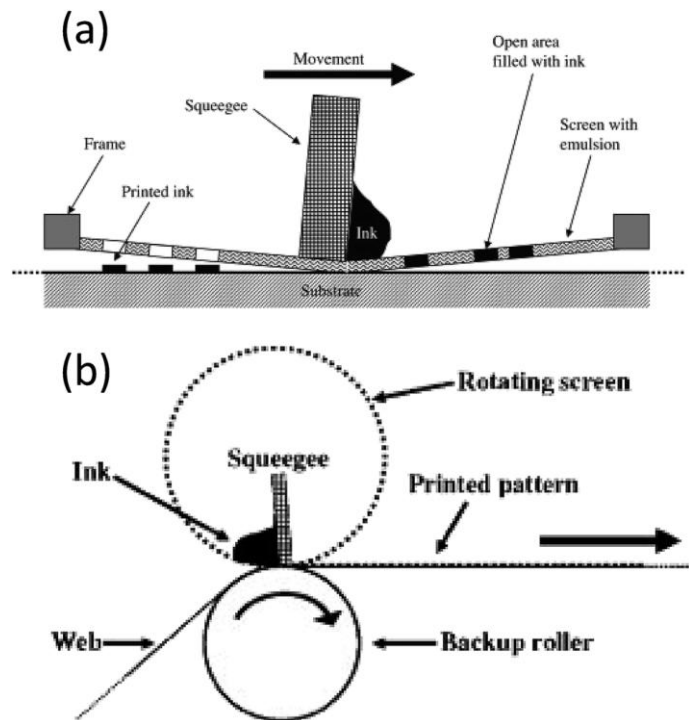 (a)
Movement
Squeegee
Open area
filled with ink
Screen with
emulsion
Frame
Printed ink
Ink
Substrate
(b)
Rotating screen
Squeegee
Ink
Printed pattern
Web
Backup roller